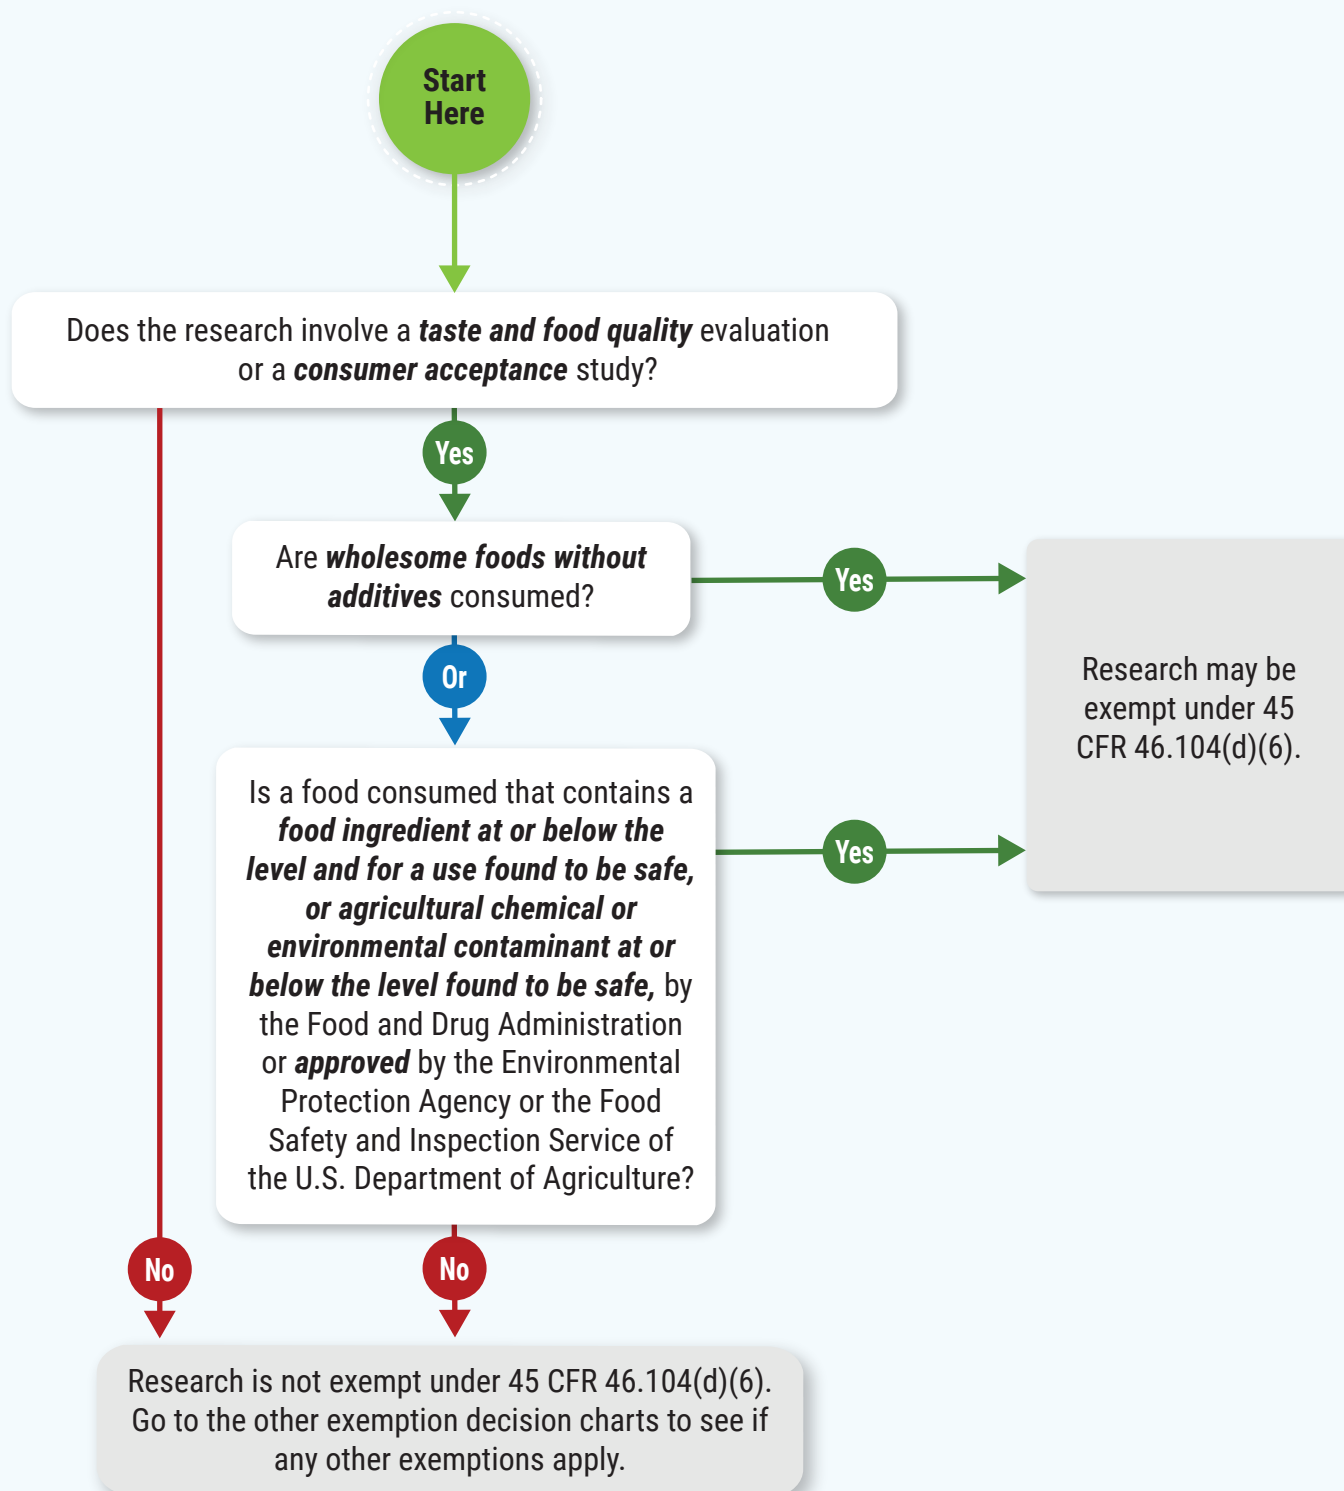 Start
Here
Does the research involve a taste and food quality evaluation
or a consumer acceptance study?
Yes
Are wholesome foods without
additives consumed?
Yes
Or
Is a food consumed that contains a
food ingredient at or below the
level and for a use found to be safe,
or agricultural chemical or
environmental contaminant at or
below the level found to be safe, by
the Food and Drug Administration
or approved by the Environmental
Protection Agency or the Food
Safety and Inspection Service of
the U.S. Department of Agriculture?
Yes
Research may be
exempt under 45
CFR 46.104(d)(6).
No
No
Research is not exempt under 45 CFR 46.104(d)(6).
Go to the other exemption decision charts to see if
any other exemptions apply.